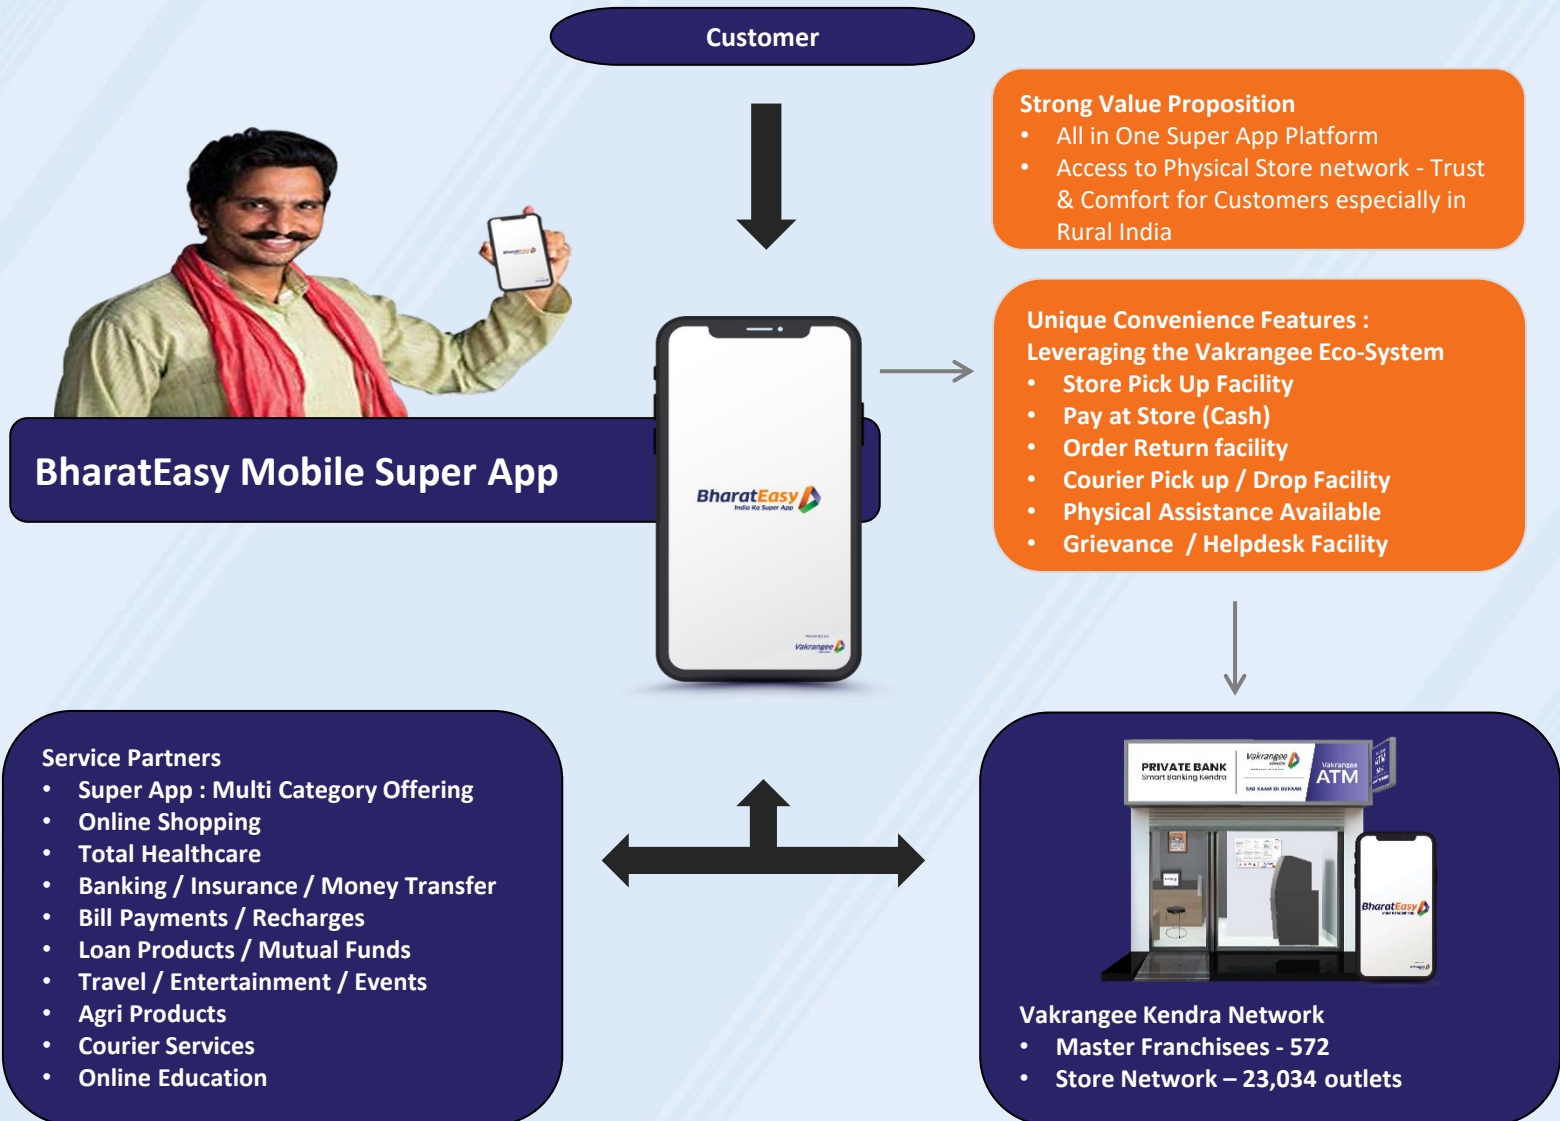 Customer
Strong Value Proposition
• All in One Super App Platform
• Access to Physical Store network - Trust
& Comfort for Customers especially in
Rural India
BharatEasy
Unique Convenience Features :
Leveraging the Vakrangee Eco-System
• Store Pick Up Facility
• Pay at Store (Cash)
• Order Return facility
• Courier Pick up / Drop Facility
• Physical Assistance Available
• Grievance / Helpdesk Facility
BharatEasy Mobile Super App
BharatEasy
India Ka Super App
Vakrangee
Service Partners
• Super App : Multi Category Offering
• Online Shopping
• Total Healthcare
• Banking / Insurance / Money Transfer
• Bill Payments / Recharges
• Loan Products / Mutual Funds
• Travel / Entertainment / Events
• Agri Products
• Courier Services
• Online Education
PRIVATE BANK
Smart Banking Kendra
Vakrangee
Vakrangee
ATM
BharatEasy
Vakrangee Kendra Network
• Master Franchisees - 572
• Store Network – 23,034 outlets